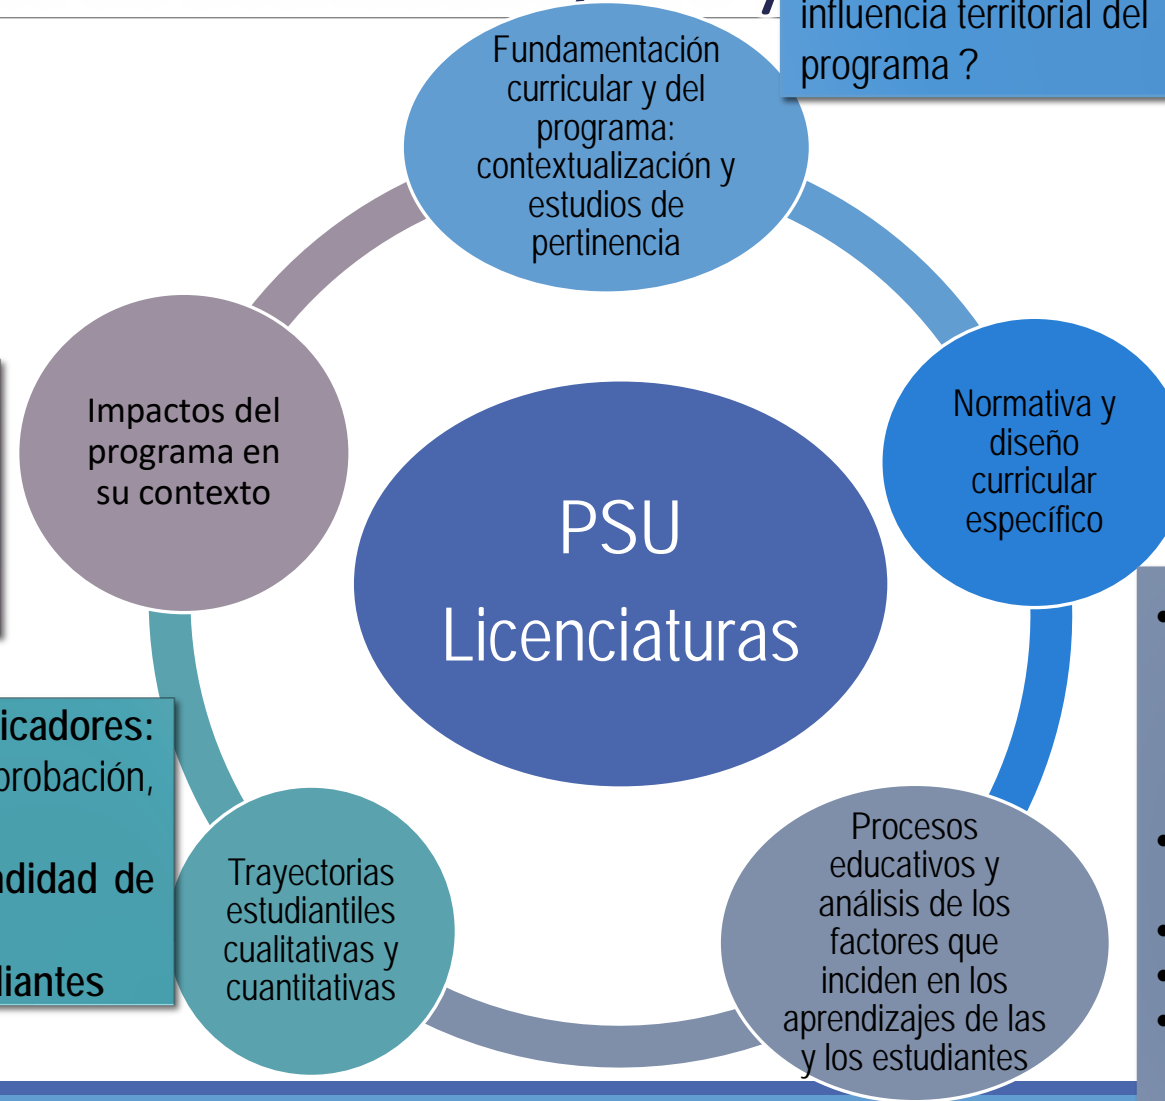 influencia territorial del
programa ?
Fundamentación
curricular y del
programa:
contextualización y
estudios de
pertinencia
Impactos del
programa en
su contexto
Normativa y
diseño
curricular
específico
PSU
Licenciaturas
icadores:
probación,
ndidad de
diantes
Trayectorias
estudiantiles
cualitativas y
cuantitativas
Procesos
educativos y
análisis de los
factores que
inciden en los
aprendizajes de las
y los estudiantes